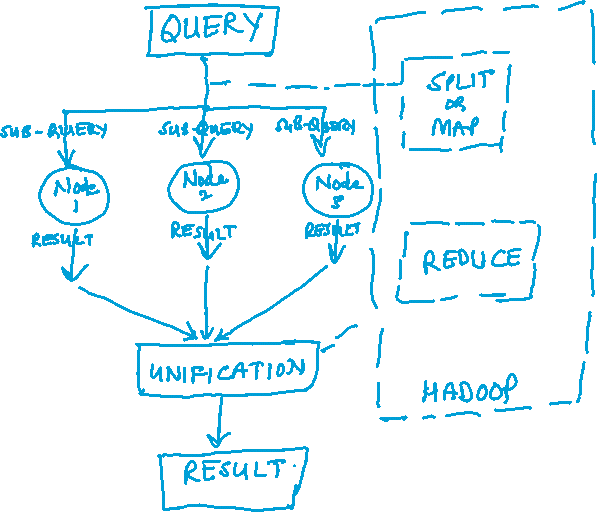 QUERY
SPLIT
OR
MAP
SUB-QUERY
SUB-QUERY
SUB-QUERY
Node
1
Node
2
Node
3
RESULT
RESULT
RESULT
REDUCE
UNIFICATION
HADOOP
RESULT